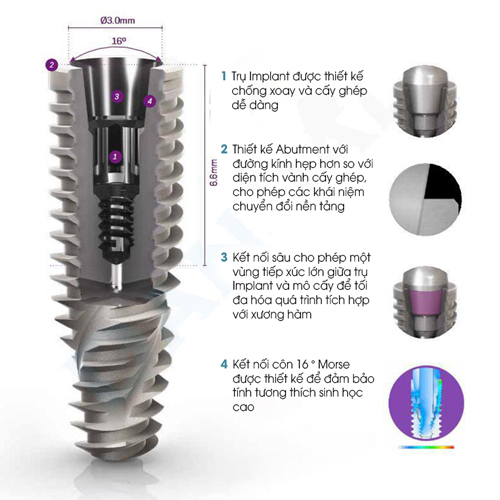 Ø3.0mm
16°
2
3
4
1
6.6mm
1 Trụ Implant được thiết kế
chống xoay và cấy ghép
dễ dàng
2 Thiết kế Abutment với
đường kính hẹp hơn so với
diện tích vành cấy ghép,
cho phép các khái niệm
chuyển đổi nền tảng
3 Kết nối sâu cho phép một
vùng tiếp xúc lớn giữa trụ
Implant và mô cấy để tối
đa hóa quá trình tích hợp
với xương hàm
4 Kết nối côn 16 ° Morse
được thiết kế để đảm bảo
tính tương thích sinh học
cao